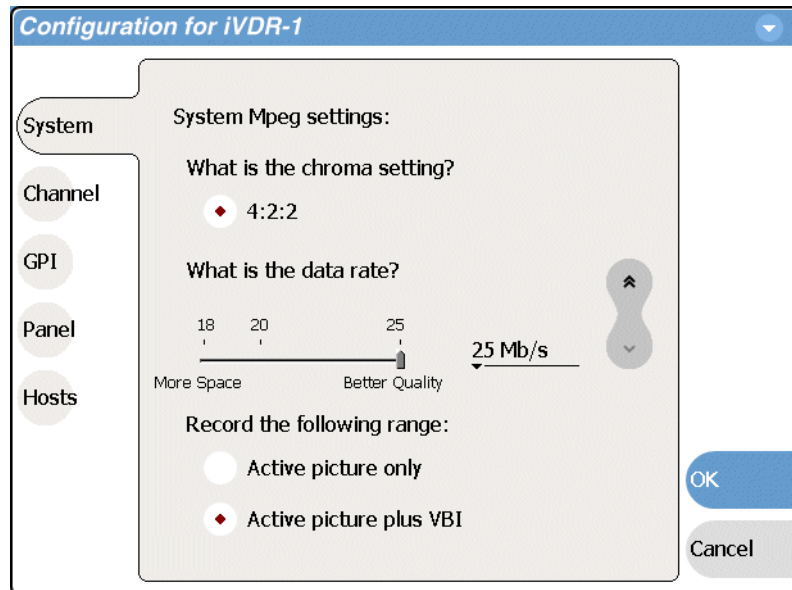 Configuration for iVDR-1
System
Channel
GPI
Panel
Hosts
System Mpeg settings:
What is the chroma setting?
4:2:2
What is the data rate?
18 20 25
25 Mb/s
More Space Better Quality
Record the following range:
Active picture only
Active picture plus VBI
OK
Cancel